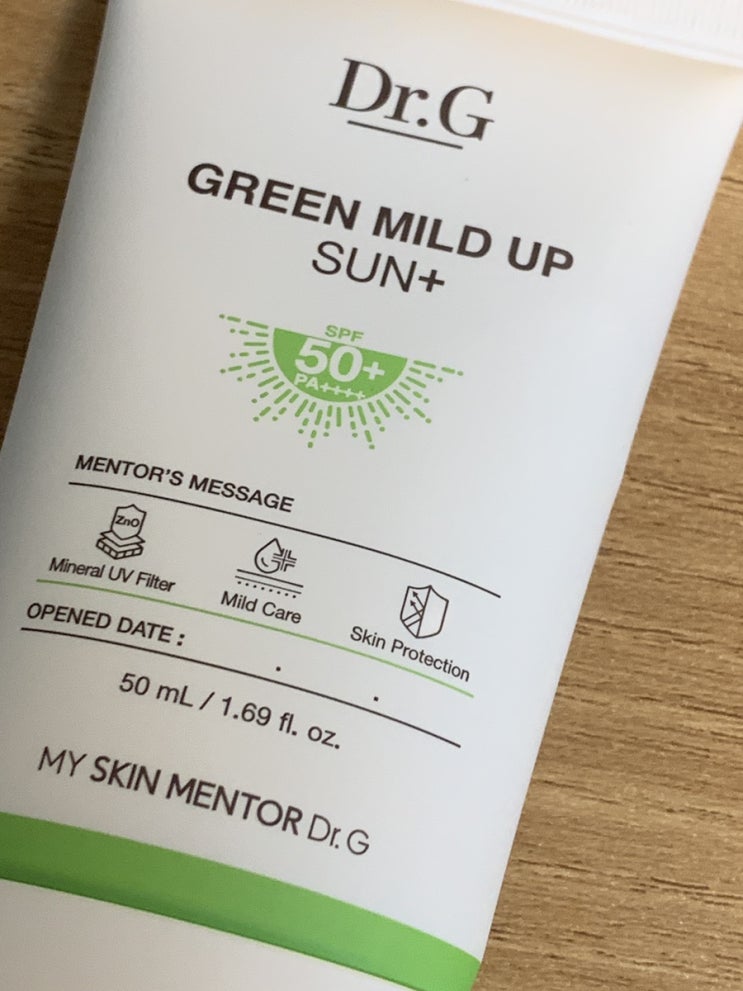 Dr.G
GREEN MILD UP
SUN+
SPF
50+
PA++++
MENTOR'S MESSAGE
ZnO
Mineral UV Filter
Mild Care
Skin Protection
OPENED DATE : . .
50 mL / 1.69 fl. oz.
MY SKIN MENTOR Dr.G